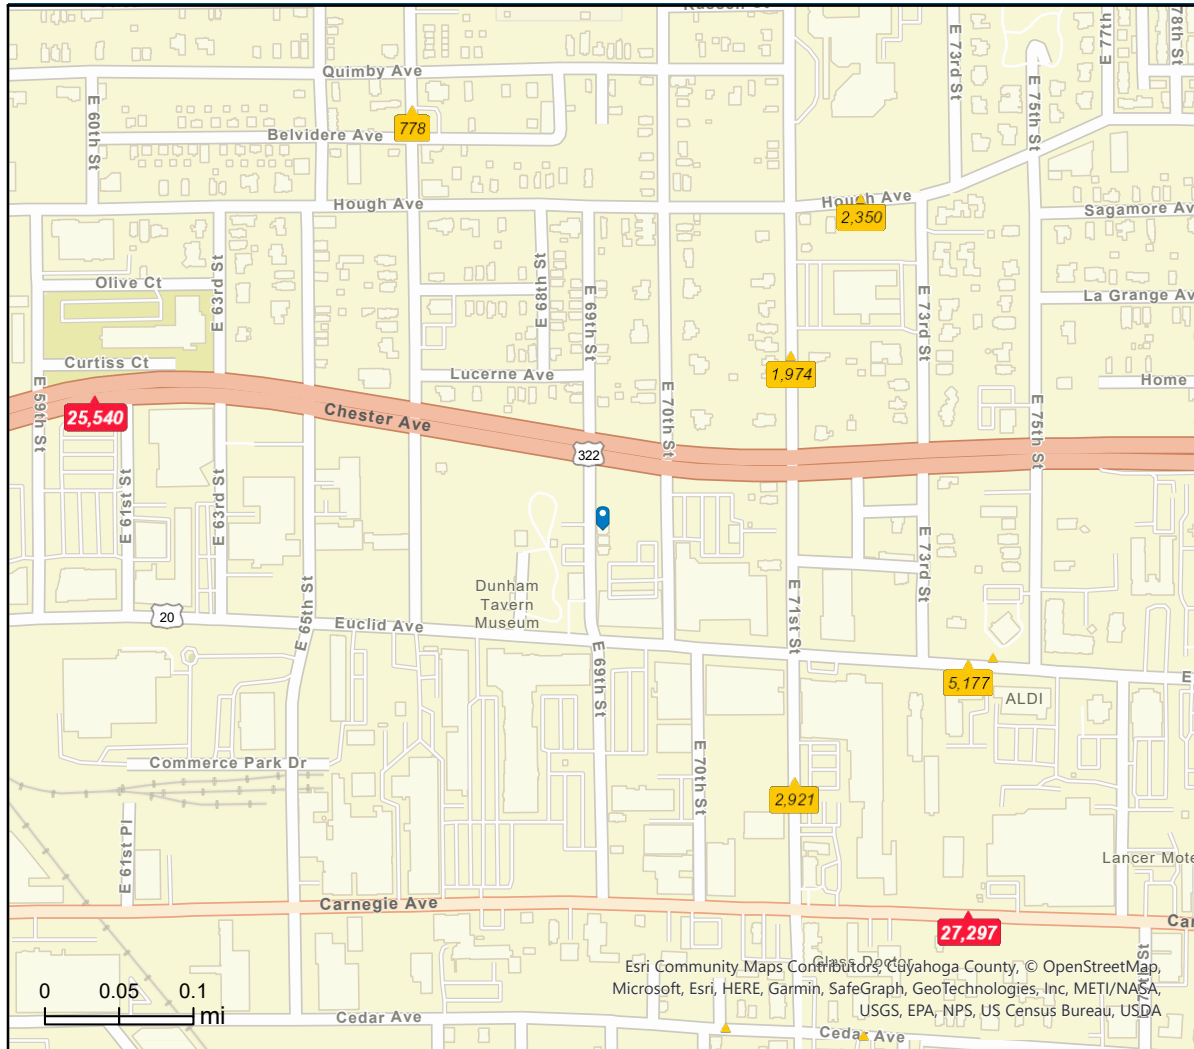 Quimby Ave
E 60th St
Belvidere Ave
778
E 73rd St
E 75th St
E 77th
78th St
Hough Ave
Hough Ave
2,350
Sagamore Av
Olive Ct
E 63rd St
E 68th St
E 69th St
E 73rd St
La Grange Av
Curtiss Ct
Lucerne Ave
1,974
Home
E 59th St
25,540
Chester Ave
E 70th St
E 75th St
322
E 61st St
E 63rd St
E 65th St
Dunham
Tavern
Museum
E 71st St
E 73rd St
20
Euclid Ave
E 69th St
5,177
E
ALDI
Commerce Park Dr
E 70th St
2,921
E 61st Pl
Lancer Mote
Carnegie Ave
27,297
Car
Glass Doctor
Esri Community Maps Contributors, Cuyahoga County, © OpenStreetMap,
Microsoft, Esri, HERE, Garmin, SafeGraph, GeoTechnologies, Inc, METI/NASA,
USGS, EPA, NPS, US Census Bureau, USDA
0 0.05 0.1
mi
Cedar Ave
Cedar Ave